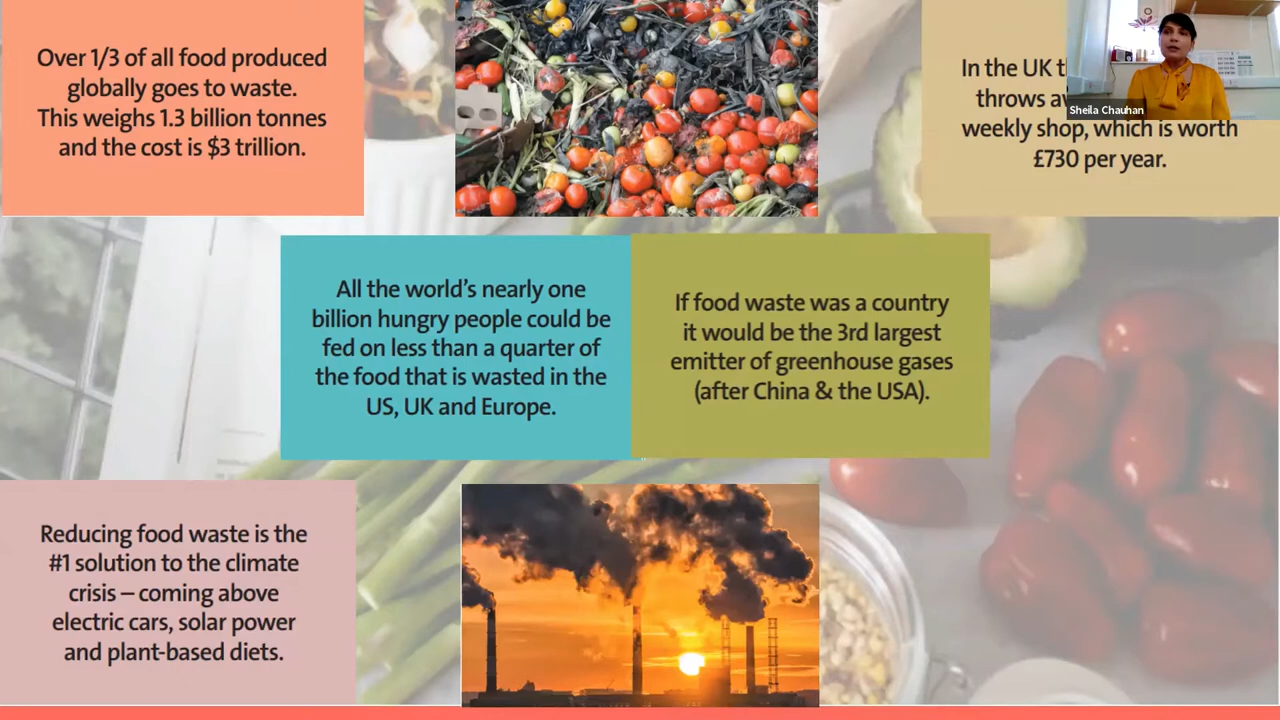 Over 1/3 of all food produced
globally goes to waste.
This weighs 1.3 billion tonnes
and the cost is $3 trillion.
In the UK
throws
weekly shop, which is worth
£730 per year.
Sheila Chauhan
All the world's nearly one
billion hungry people could be
fed on less than a quarter of
the food that is wasted in the
US, UK and Europe.
If food waste was a country
it would be the 3rd largest
emitter of greenhouse gases
(after China & the USA).
Reducing food waste is the
#1 solution to the climate
crisis – coming above
electric cars, solar power
and plant-based diets.